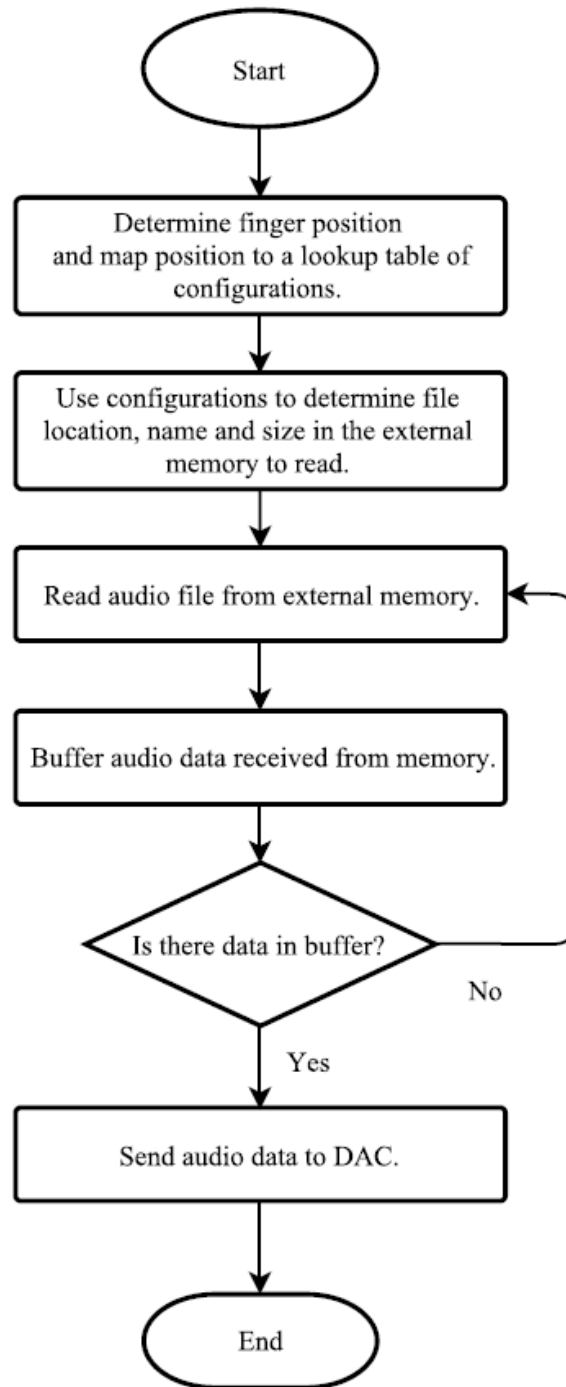 Start
Determine finger position
and map position to a lookup table of
configurations.
Use configurations to determine file
location, name and size in the external
memory to read.
Read audio file from external memory.
Buffer audio data received from memory.
Is there data in buffer?
No
Yes
Send audio data to DAC.
End